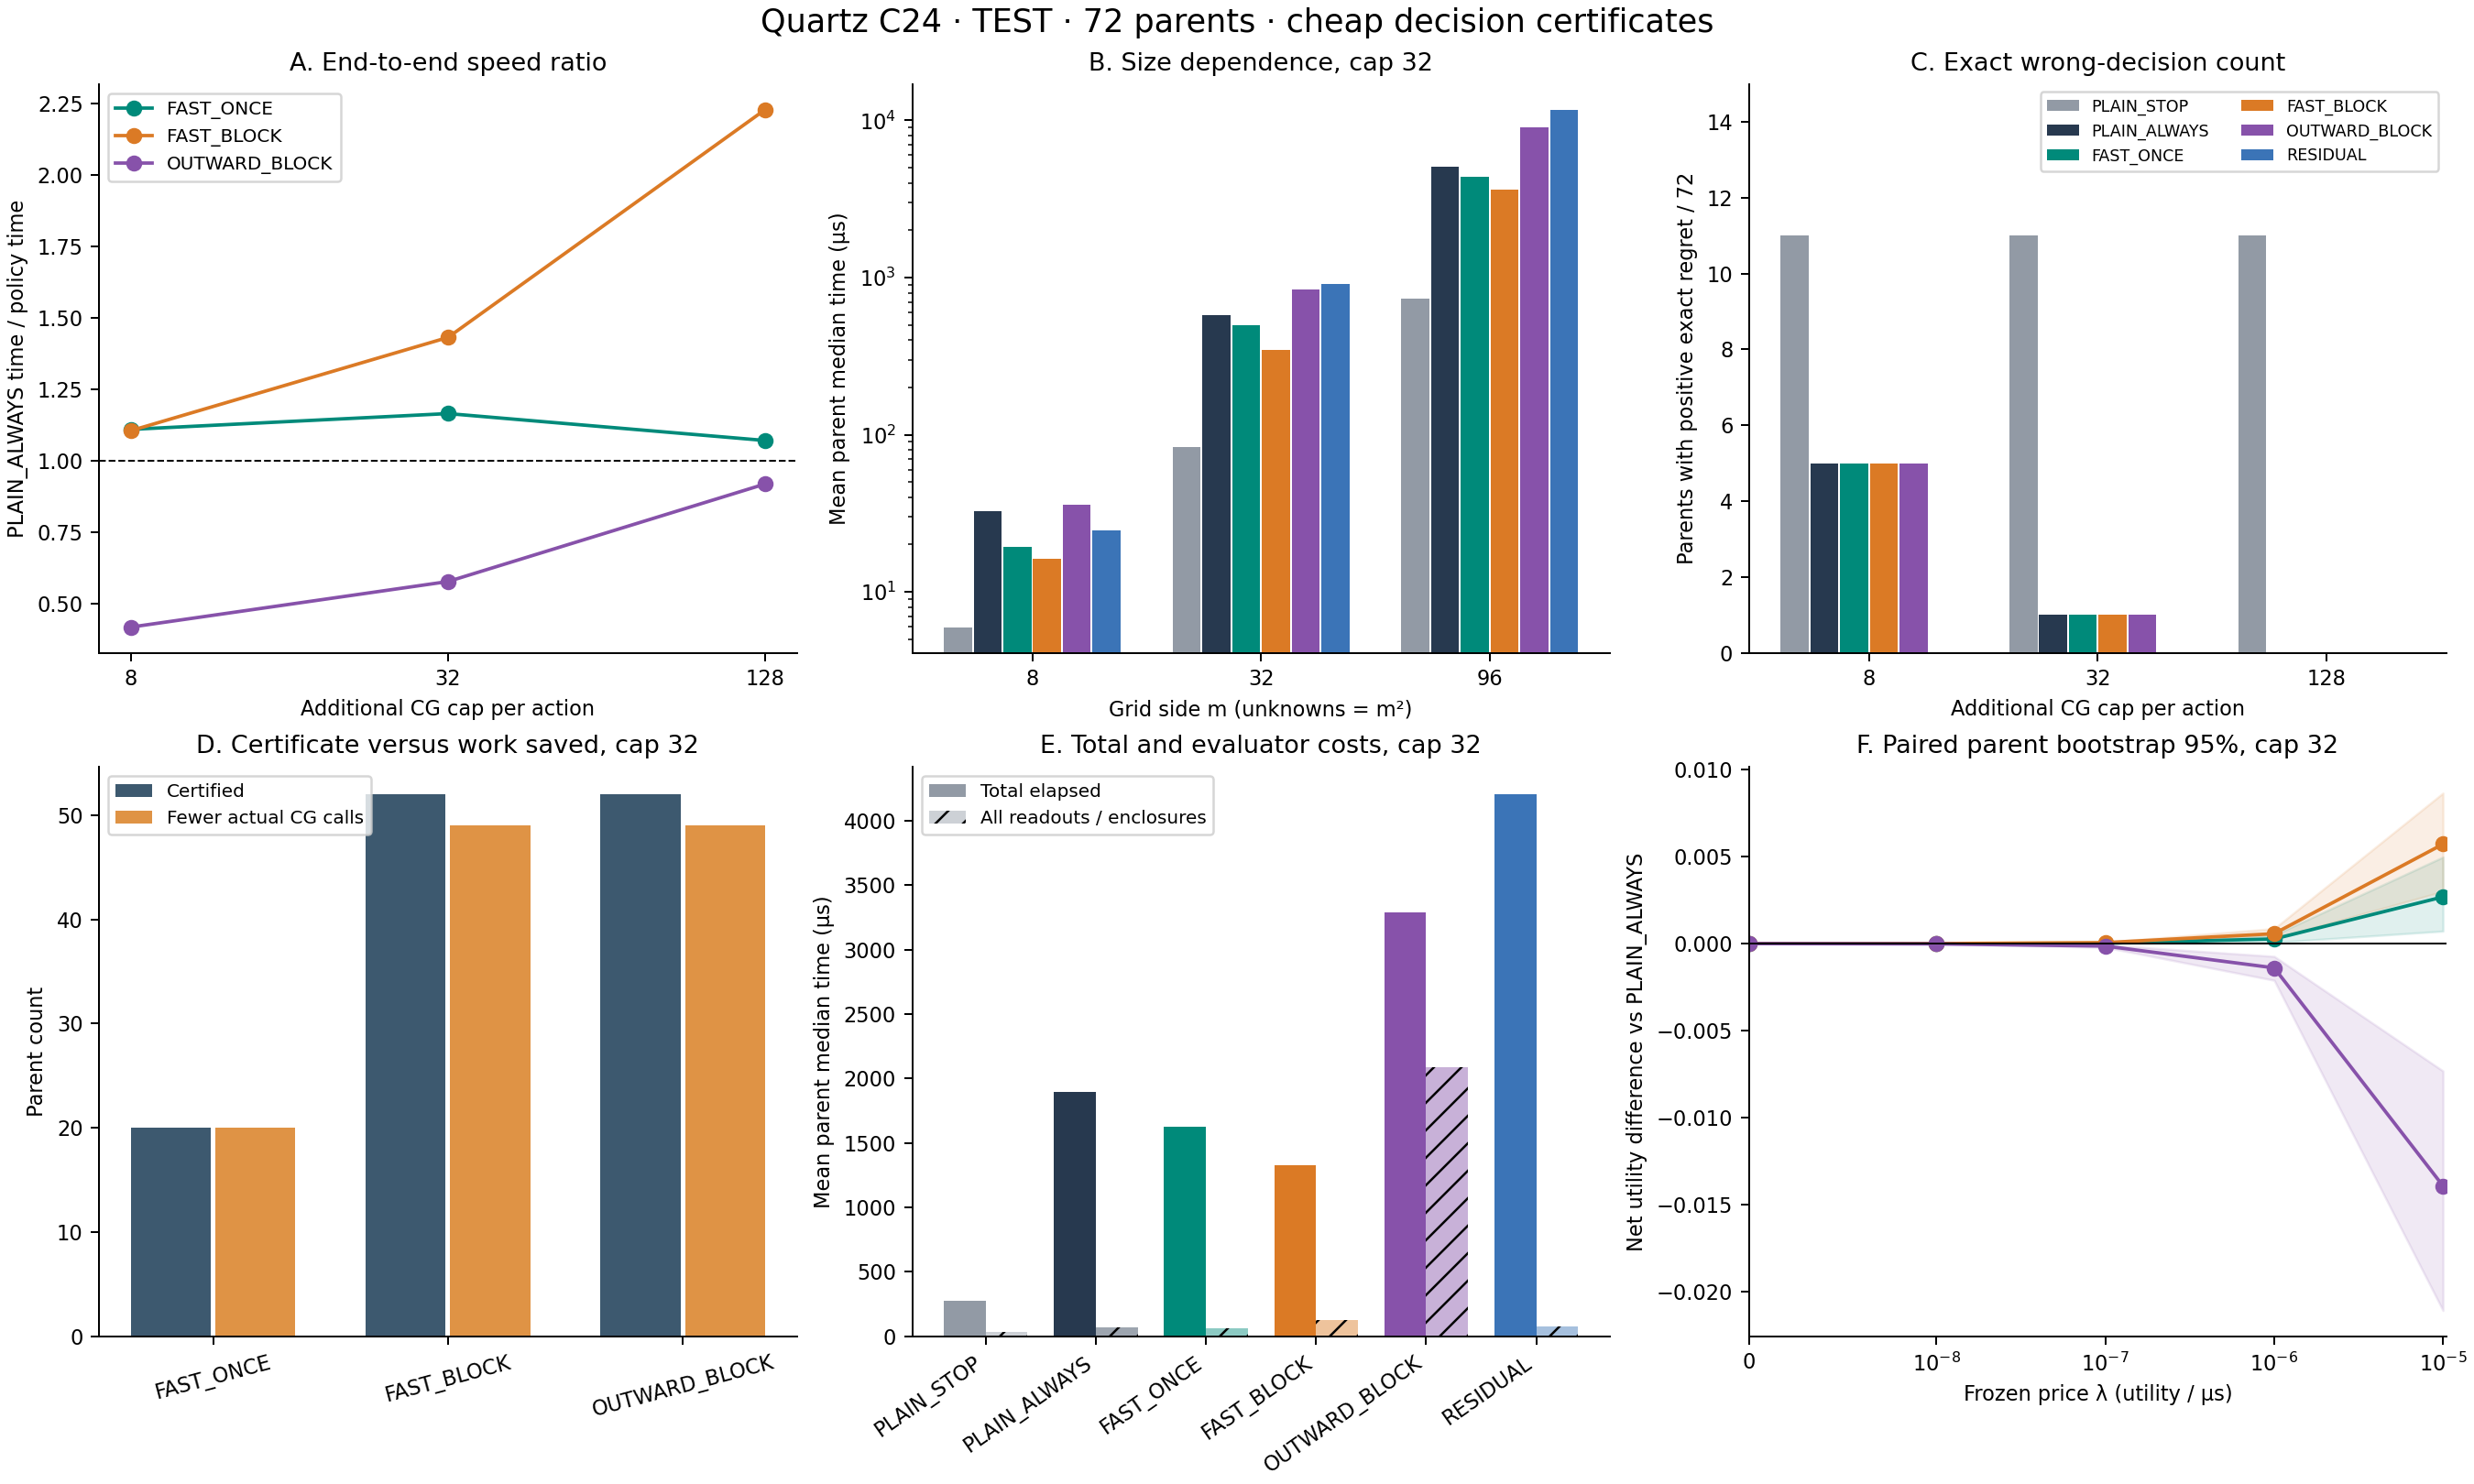 Quartz C24 · TEST · 72 parents · cheap decision certificates
A. End-to-end speed ratio
PLAIN_ALWAYS time / policy time
2.25
2.00
1.75
1.50
1.25
1.00
0.75
0.50
FAST_ONCE
FAST_BLOCK
OUTWARD_BLOCK
8
32
128
Additional CG cap per action
B. Size dependence, cap 32
Mean parent median time (µs)
10⁴
10³
10²
10¹
8
32
96
Grid side m (unknowns = m²)
C. Exact wrong-decision count
Parents with positive exact regret / 72
14
12
10
8
6
4
2
0
PLAIN_STOP
PLAIN_ALWAYS
FAST_ONCE
FAST_BLOCK
OUTWARD_BLOCK
RESIDUAL
8
32
128
Additional CG cap per action
D. Certificate versus work saved, cap 32
Parent count
50
40
30
20
10
0
Certified
Fewer actual CG calls
FAST_ONCE
FAST_BLOCK
OUTWARD_BLOCK
E. Total and evaluator costs, cap 32
Mean parent median time (µs)
4000
3500
3000
2500
2000
1500
1000
500
0
Total elapsed
All readouts / enclosures
PLAIN_STOP
PLAIN_ALWAYS
FAST_ONCE
FAST_BLOCK
OUTWARD_BLOCK
RESIDUAL
F. Paired parent bootstrap 95%, cap 32
Net utility difference vs PLAIN_ALWAYS
0.010
0.005
0.000
−0.005
−0.010
−0.015
−0.020
0
10⁻⁸
10⁻⁷
10⁻⁶
10⁻⁵
Frozen price λ (utility / µs)